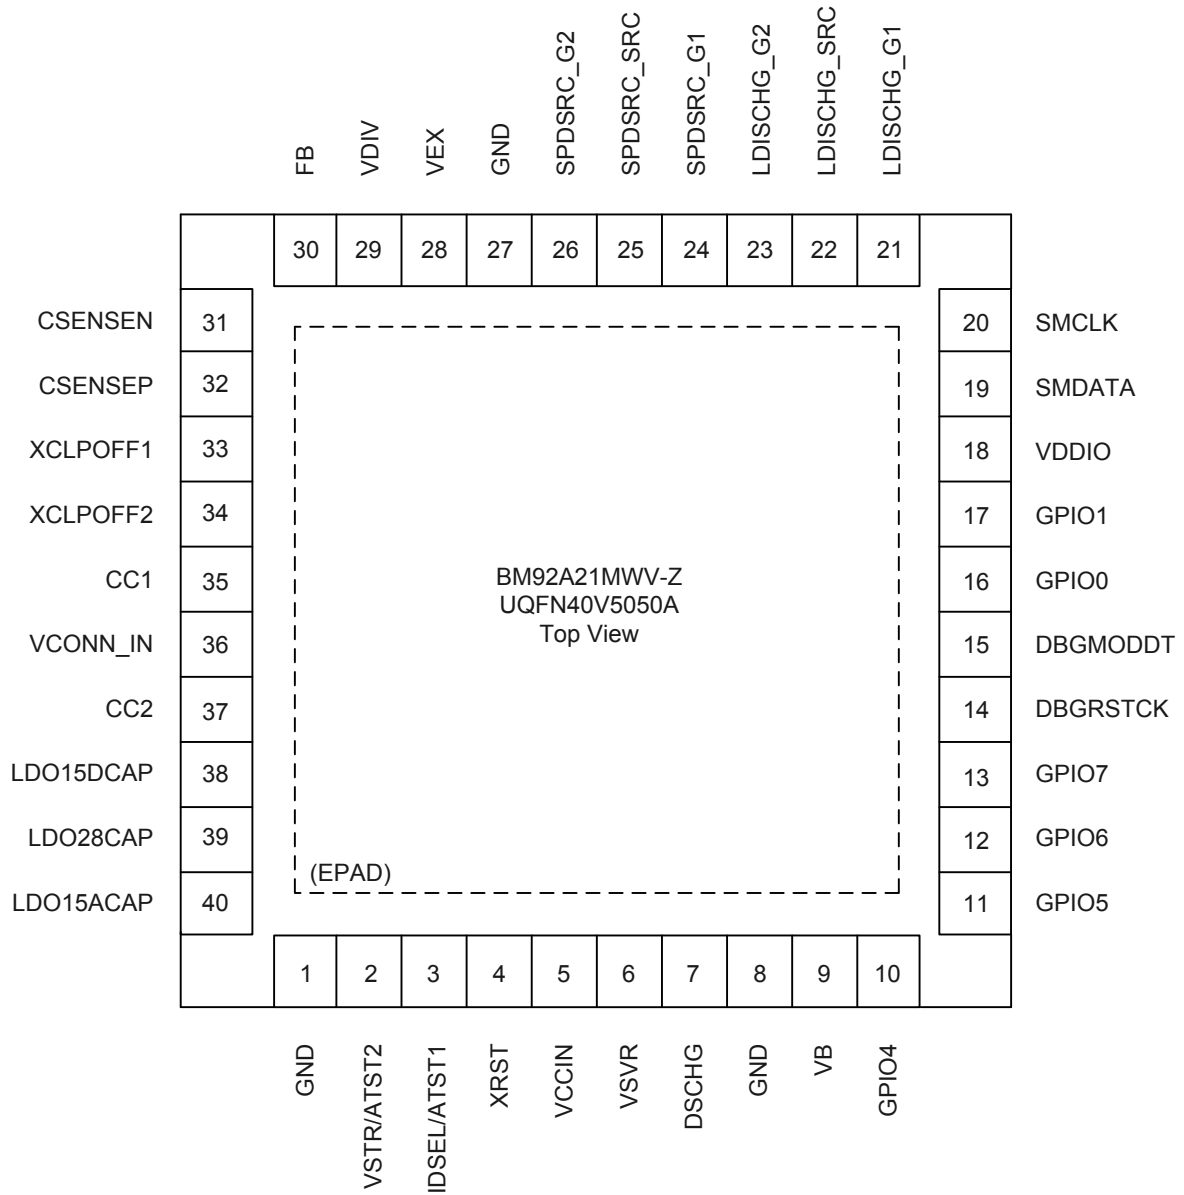 FB
VDIV
VEX
GND
SPDSRC_G2
SPDSRC_SRC
SPDSRC_G1
LDISCHG_G2
LDISCHG_SRC
LDISCHG_G1
30 29 28 27 26 25 24 23 22 21
CSENSEN 31
CSENSEP 32
XCLPOFF1 33
XCLPOFF2 34
CC1 35
VCONN_IN 36
CC2 37
LDO15DCAP 38
LDO28CAP 39
LDO15ACAP 40
BM92A21MWV-Z
UQFN40V5050A
Top View
(EPAD)
20 SMCLK
19 SMDATA
18 VDDIO
17 GPIO1
16 GPIO0
15 DBGMODDT
14 DBGRSTCK
13 GPIO7
12 GPIO6
11 GPIO5
1 2 3 4 5 6 7 8 9 10
GND
VSTR/ATST2
IDSEL/ATST1
XRST
VCCIN
VSVR
DSCHG
GND
VB
GPIO4